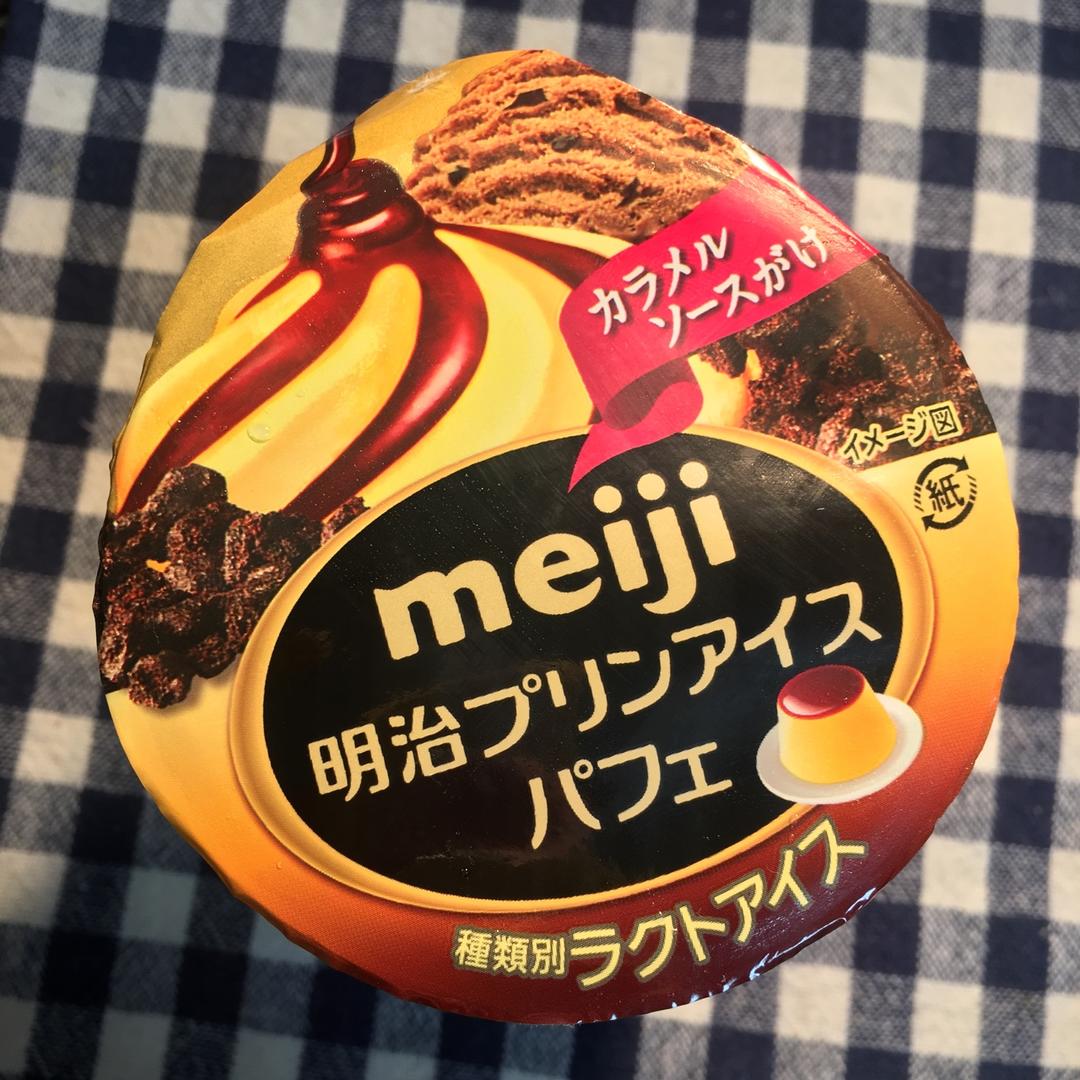 カラメル
ソースがけ
イメージ図
紙
meiji
明治プリンアイス
パフェ
種類別ラクトアイス